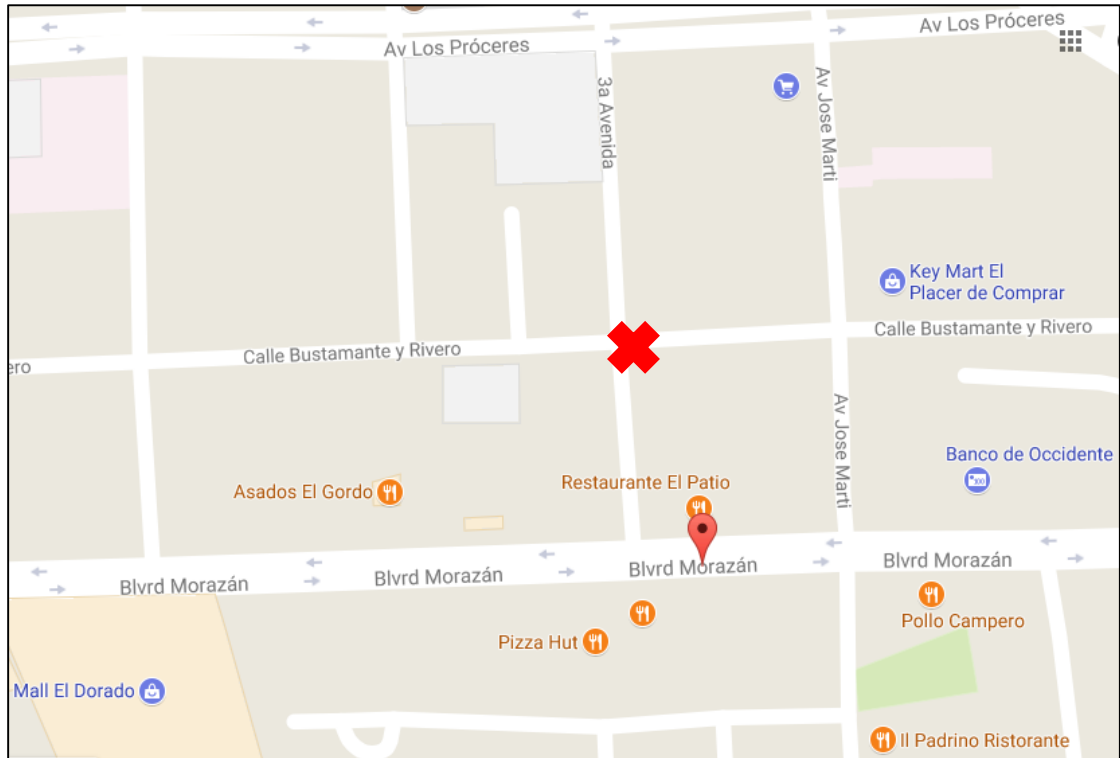 Av Los Próceres
Av Los Próceres
3a Avenida
Av Jose Marti
Key Mart El
Placer de Comprar
Calle Bustamante y Rivero
Calle Bustamante y Rivero
ero
Av Jose Marti
Banco de Occidente
Restaurante El Patio
Asados El Gordo
Blvrd Morazán
Blvrd Morazán
Blvrd Morazán
Blvrd Morazán
Pollo Campero
Pizza Hut
Mall El Dorado
Il Padrino Ristorante